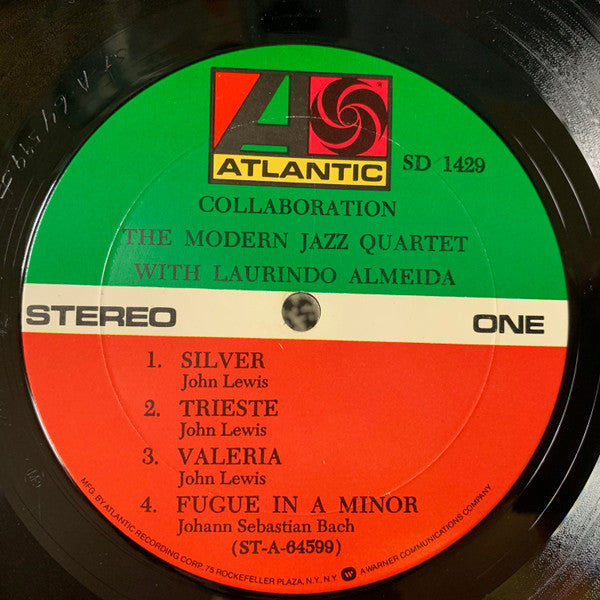 ATLANTIC
SD 1429
COLLABORATION
THE MODERN JAZZ QUARTET
WITH LAURINDO ALMEIDA
STEREO ONE
1. SILVER
John Lewis
2. TRIESTE
John Lewis
3. VALERIA
John Lewis
4. FUGUE IN A MINOR
Johann Sebastian Bach
(ST-A-64599)
MFG. BY ATLANTIC RECORDING CORP., 75 ROCKEFELLER PLAZA, N.Y. N.Y. A WARNER COMMUNICATIONS COMPANY